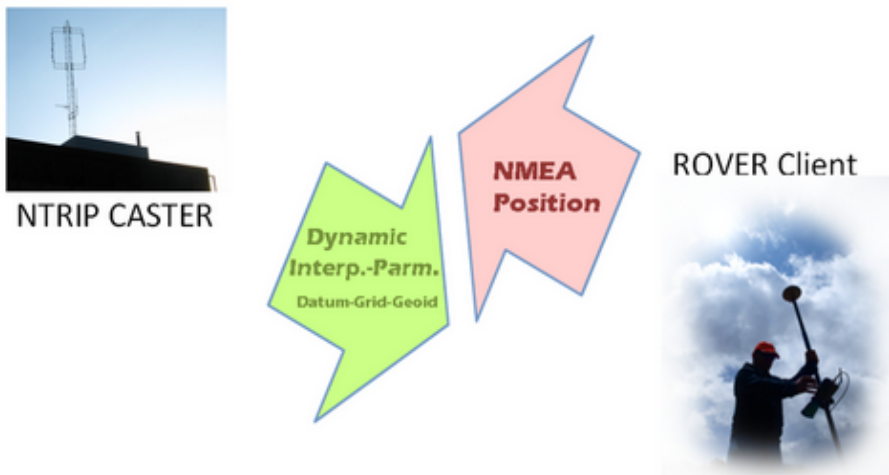 NTRIP CASTER
NMEA
Position
ROVER Client
Dynamic
Interp.-Parm.
Datum-Grid-Geoid